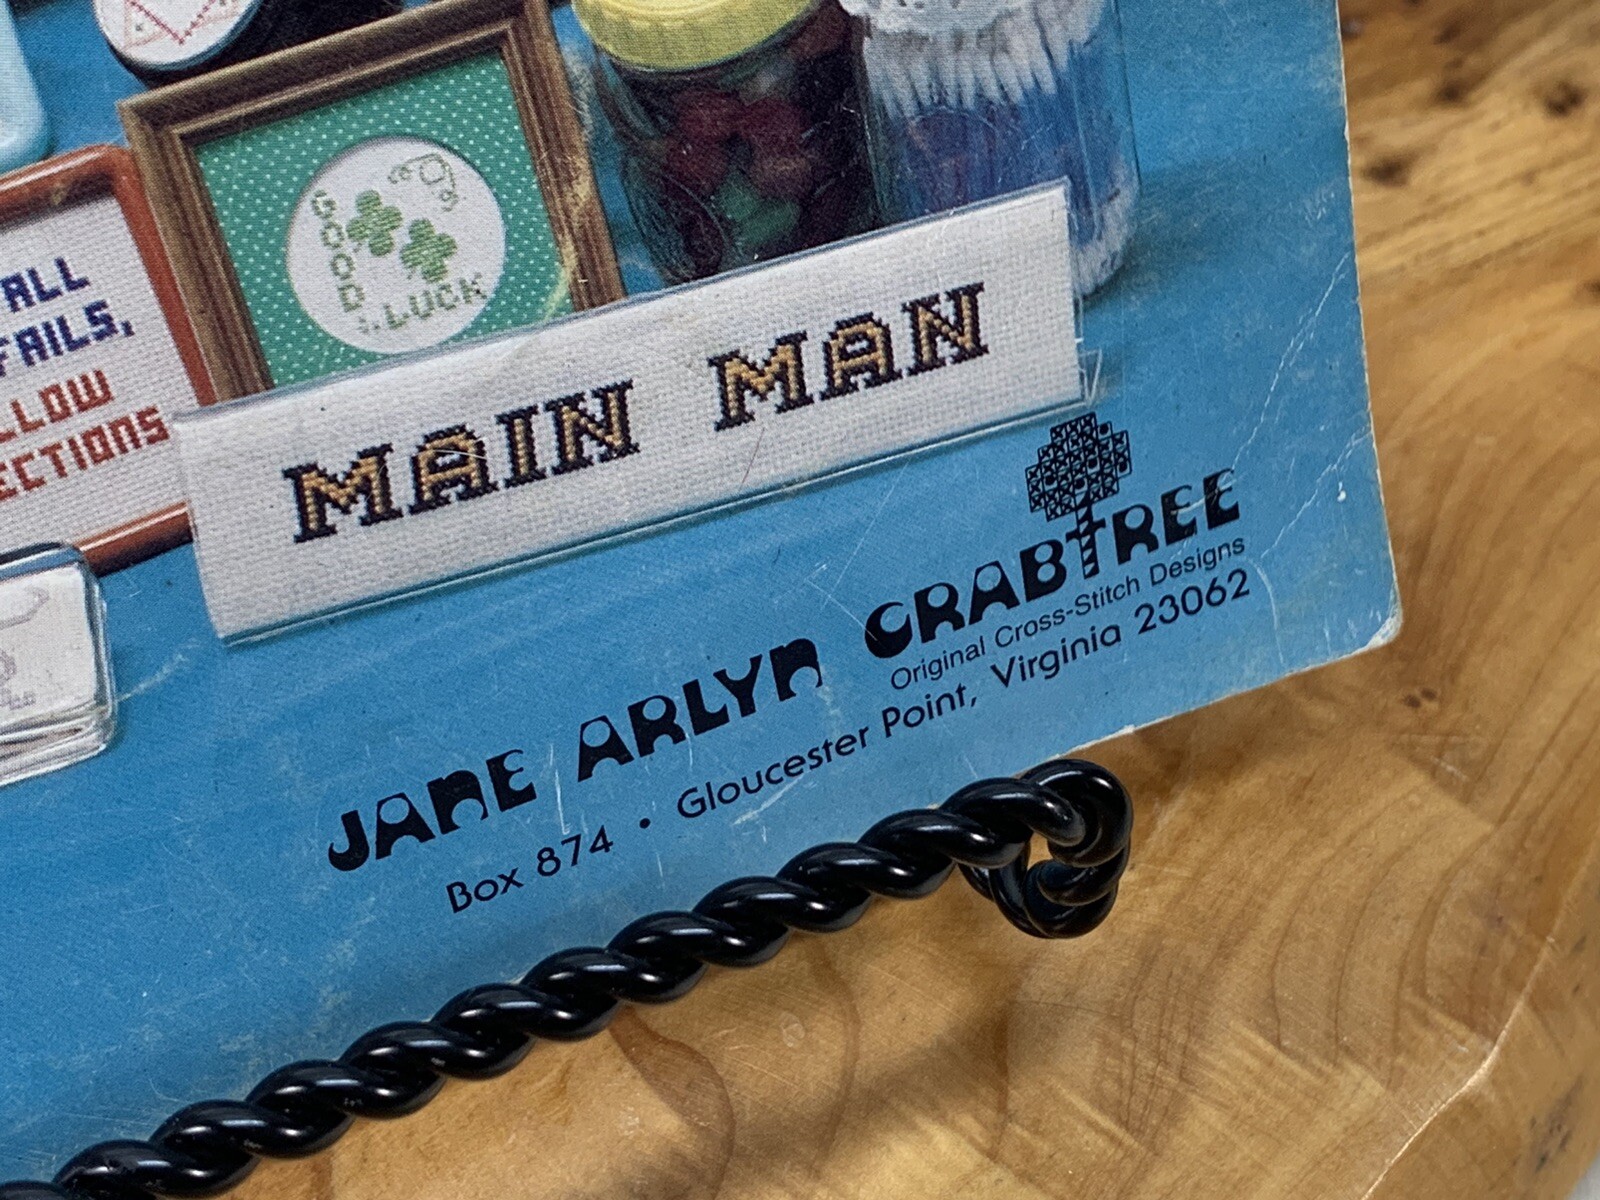 GOOD
LUCK
ALL
FAILS,
LLOW
ECTIONS
MAIN MAN
JANE ARLYN CRABTREE
Original Cross-Stitch Designs
Box 874 • Gloucester Point, Virginia 23062